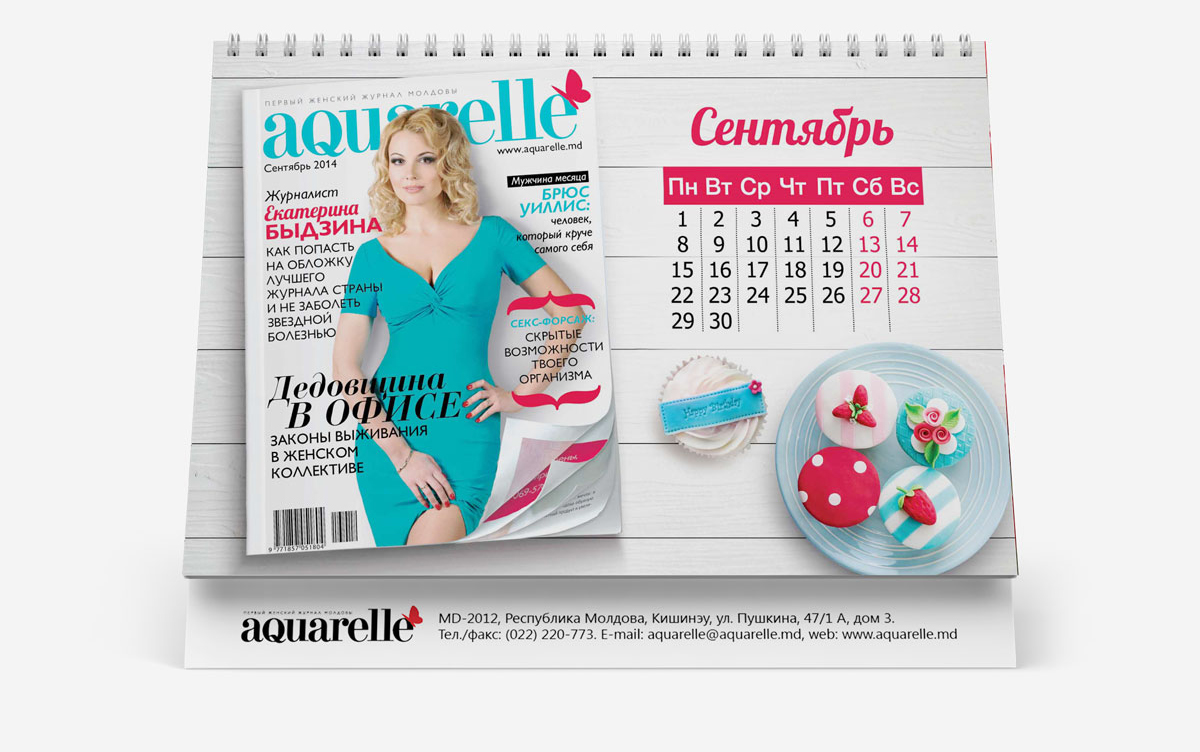 ПЕРВЫЙ ЖЕНСКИЙ ЖУРНАЛ МОЛДОВЫ
aquarelle
www.aquarelle.md
Сентябрь 2014
Журналист
Екатерина
БЫДЗИНА
КАК ПОПАСТЬ
НА ОБЛОЖКУ
ЛУЧШЕГО
ЖУРНАЛА СТРАНЫ
И НЕ ЗАБОЛЕТЬ
ЗВЕЗДНОЙ
БОЛЕЗНЬЮ
Мужчина месяца
БРЮС
УИЛЛИС:
человек,
который круче
самого себя
СЕКС-ФОРСАЖ:
СКРЫТЫЕ
ВОЗМОЖНОСТИ
ТВОЕГО
ОРГАНИЗМА
Дедовщина
В ОФИСЕ
ЗАКОНЫ ВЫЖИВАНИЯ
В ЖЕНСКОМ
КОЛЛЕКТИВЕ
9 771857 051804
Сентябрь
Пн Вт Ср Чт Пт Сб Вс
1 2 3 4 5 6 7
8 9 10 11 12 13 14
15 16 17 18 19 20 21
22 23 24 25 26 27 28
29 30
Happy Birthday
ПЕРВЫЙ ЖЕНСКИЙ ЖУРНАЛ МОЛДОВЫ
aquarelle
MD-2012, Республика Молдова, Кишинэу, ул. Пушкина, 47/1 А, дом 3.
Тел./факс: (022) 220-773. E-mail: aquarelle@aquarelle.md, web: www.aquarelle.md